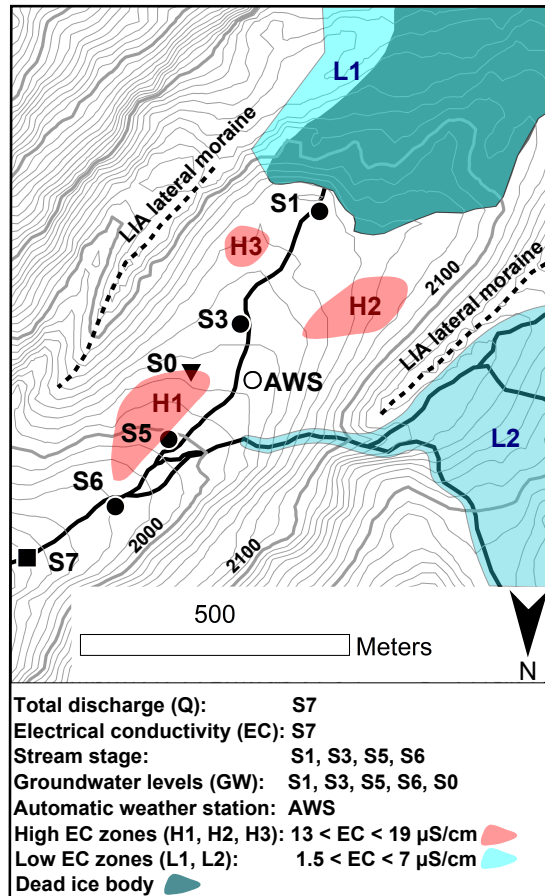 L1
LIA lateral moraine
S1
H3
2100
H2
S3
LIA lateral moraine
S0
AWS
H1
S5
L2
S6
2000
2100
S7
500
Meters
N
Total discharge (Q): S7
Electrical conductivity (EC): S7
Stream stage: S1, S3, S5, S6
Groundwater levels (GW): S1, S3, S5, S6, S0
Automatic weather station: AWS
High EC zones (H1, H2, H3): 13 < EC < 19 µS/cm
Low EC zones (L1, L2): 1.5 < EC < 7 µS/cm
Dead ice body